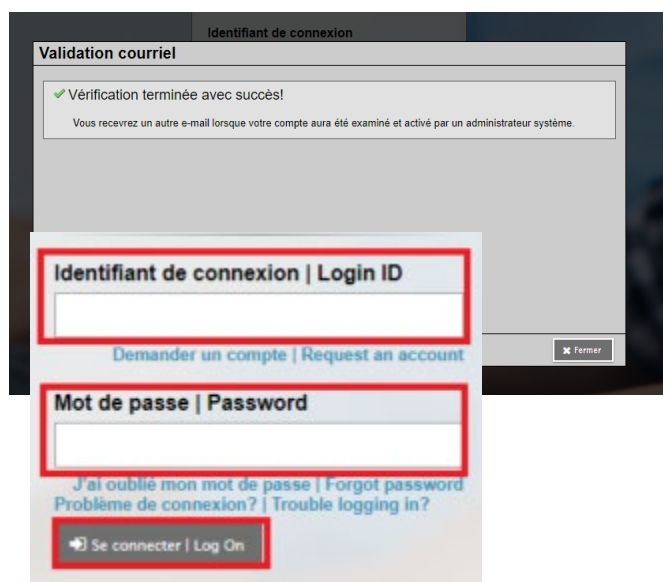 Identifiant de connexion
Validation courriel
Vérification terminée avec succès!
Vous recevrez un autre e-mail lorsque votre compte aura été examiné et activé par un administrateur système.
Fermer
Identifiant de connexion | Login ID
Demander un compte | Request an account
Mot de passe | Password
J'ai oublié mon mot de passe | Forgot password
Problème de connexion? | Trouble logging in?
Se connecter | Log On